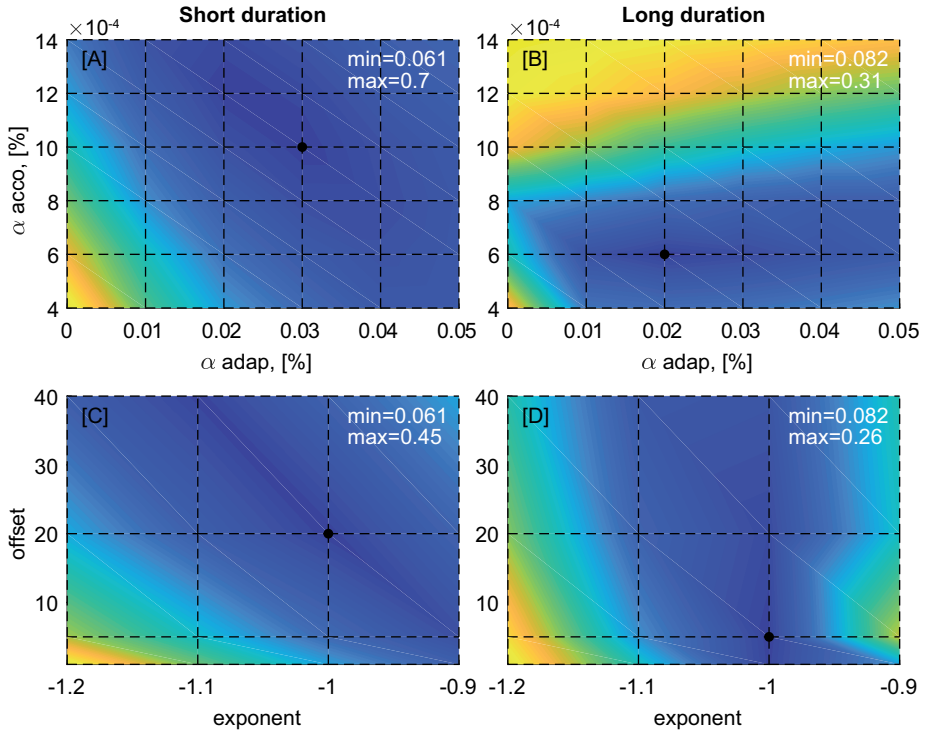 Short duration
Long duration
×10⁻⁴
×10⁻⁴
[A]
min=0.061
max=0.7
[B]
min=0.082
max=0.31
14
12
10
8
6
4
14
12
10
8
6
4
α acco, [%]
0 0.01 0.02 0.03 0.04 0.05
0 0.01 0.02 0.03 0.04 0.05
α adap, [%]
α adap, [%]
[C]
min=0.061
max=0.45
[D]
min=0.082
max=0.26
40
30
20
10
40
30
20
10
offset
-1.2 -1.1 -1 -0.9
-1.2 -1.1 -1 -0.9
exponent
exponent